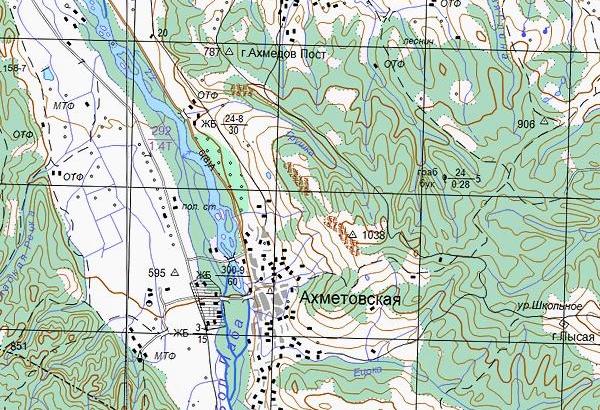 20
787
г.Ахмедов Пост
леснич
ОТФ
158-7
МТФ
ОТФ
24-8
30
ЖБ
292
1.4Т
ОТФ
906
граб
бук
24
0.28
5
ОТФ
пол. ст.
1038
595
ЖБ
300-9
60
Ахметовская
ур.Школьное
г.Лысая
ЖБ
3-
15
МТФ
851